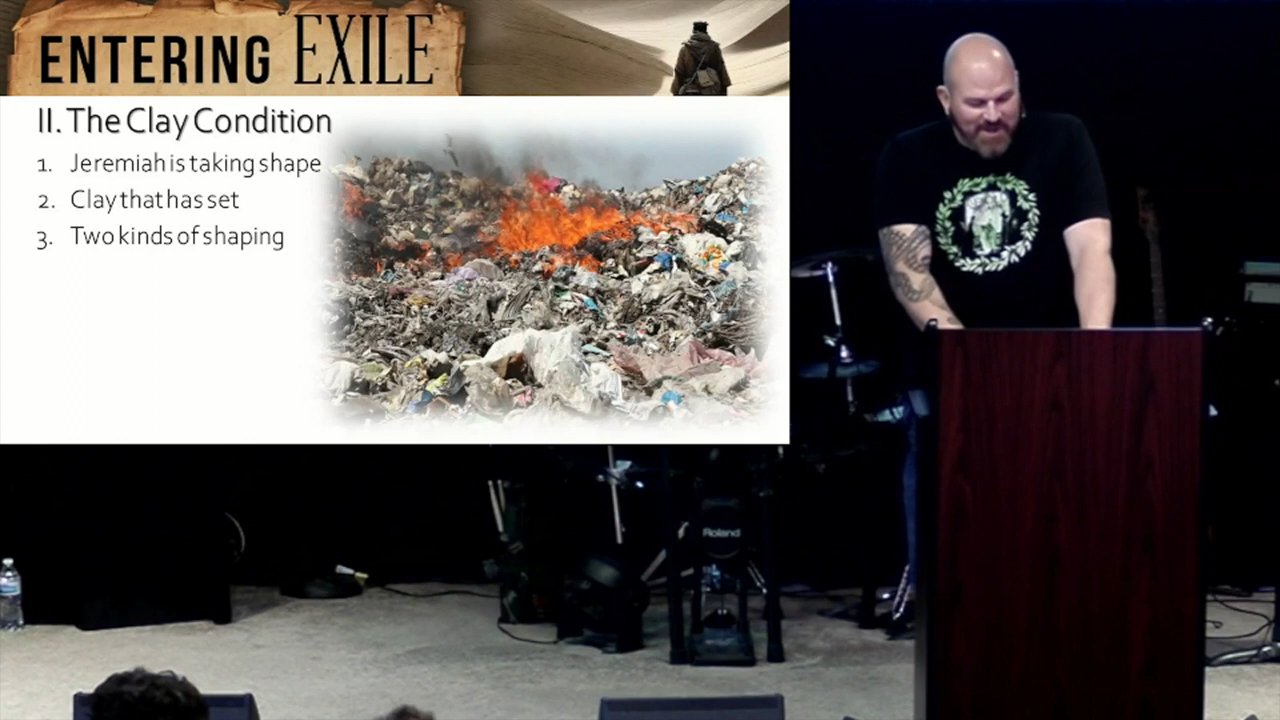 ENTERING EXILE
II. The Clay Condition
1. Jeremiah is taking shape
2. Clay that has set
3. Two kinds of shaping
Roland